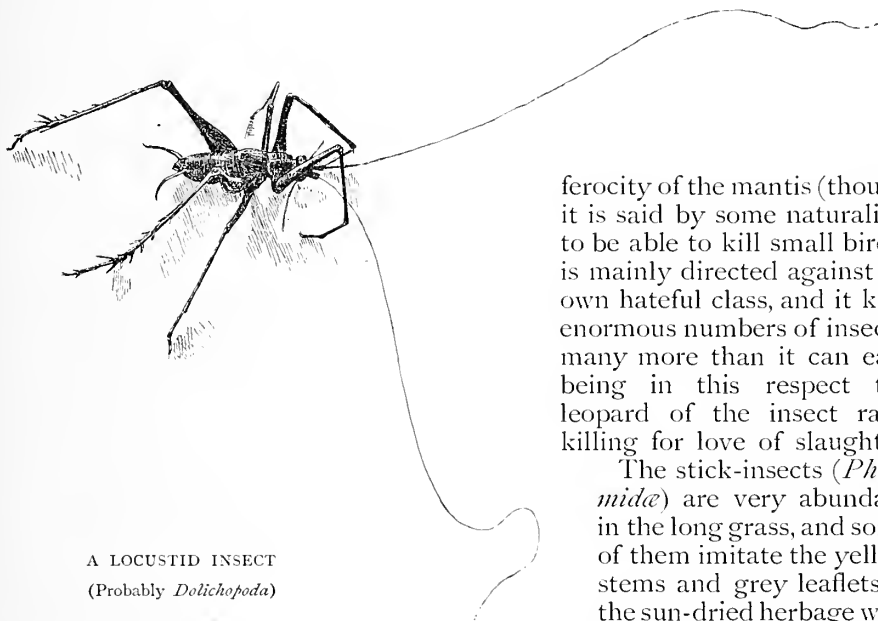 ferocity of the mantis (thou
it is said by some naturali
to be able to kill small bir
is mainly directed against
own hateful class, and it k
enormous numbers of insec
many more than it can ea
being in this respect t
leopard of the insect ra
killing for love of slaught
The stick-insects (Ph
midæ) are very abunda
in the long grass, and so
of them imitate the yell
stems and grey leaflets
the sun-dried herbage w
A LOCUSTID INSECT
(Probably Dolichopoda)